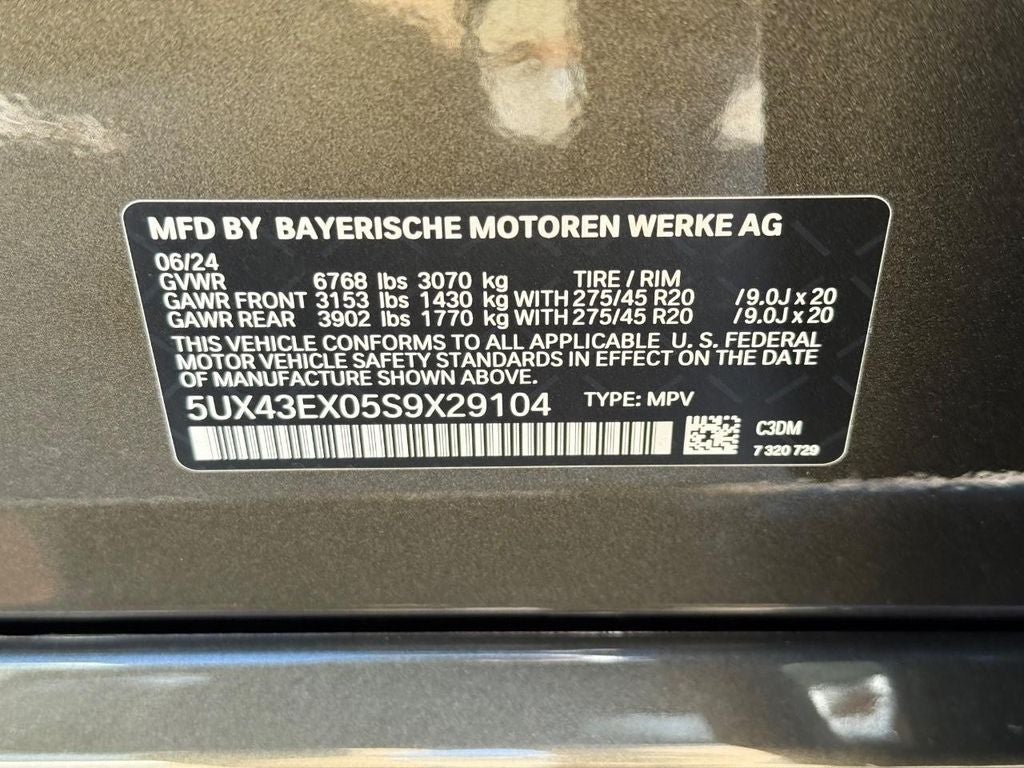 MFD BY BAYERISCHE MOTOREN WERKE AG
06/24
GVWR 6768 lbs 3070 kg TIRE / RIM
GAWR FRONT 3153 lbs 1430 kg WITH 275/45 R20 / 9.0J x 20
GAWR REAR 3902 lbs 1770 kg WITH 275/45 R20 / 9.0J x 20
THIS VEHICLE CONFORMS TO ALL APPLICABLE U. S. FEDERAL
MOTOR VEHICLE SAFETY STANDARDS IN EFFECT ON THE DATE
OF MANUFACTURE SHOWN ABOVE.
5UX43EX05S9X29104 TYPE: MPV
C3DM
7 320 729